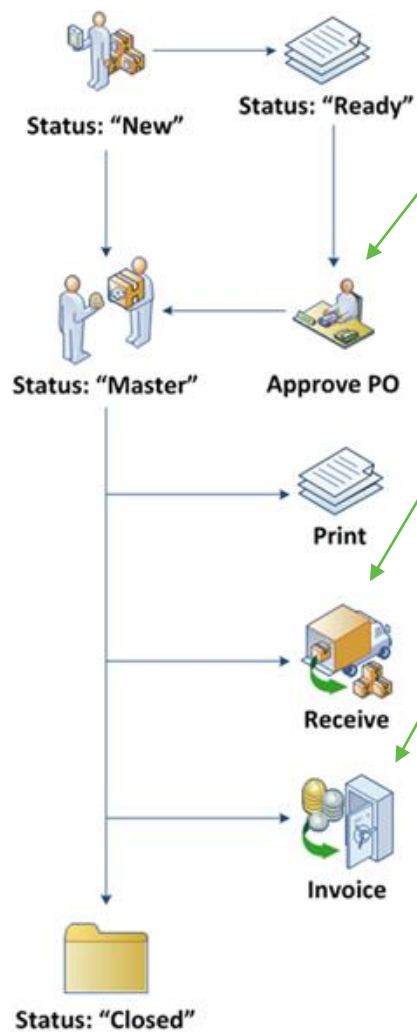 Status: “New”
Status: “Ready”
Status: “Master”
Approve PO
Print
Receive
Invoice
Status: “Closed”